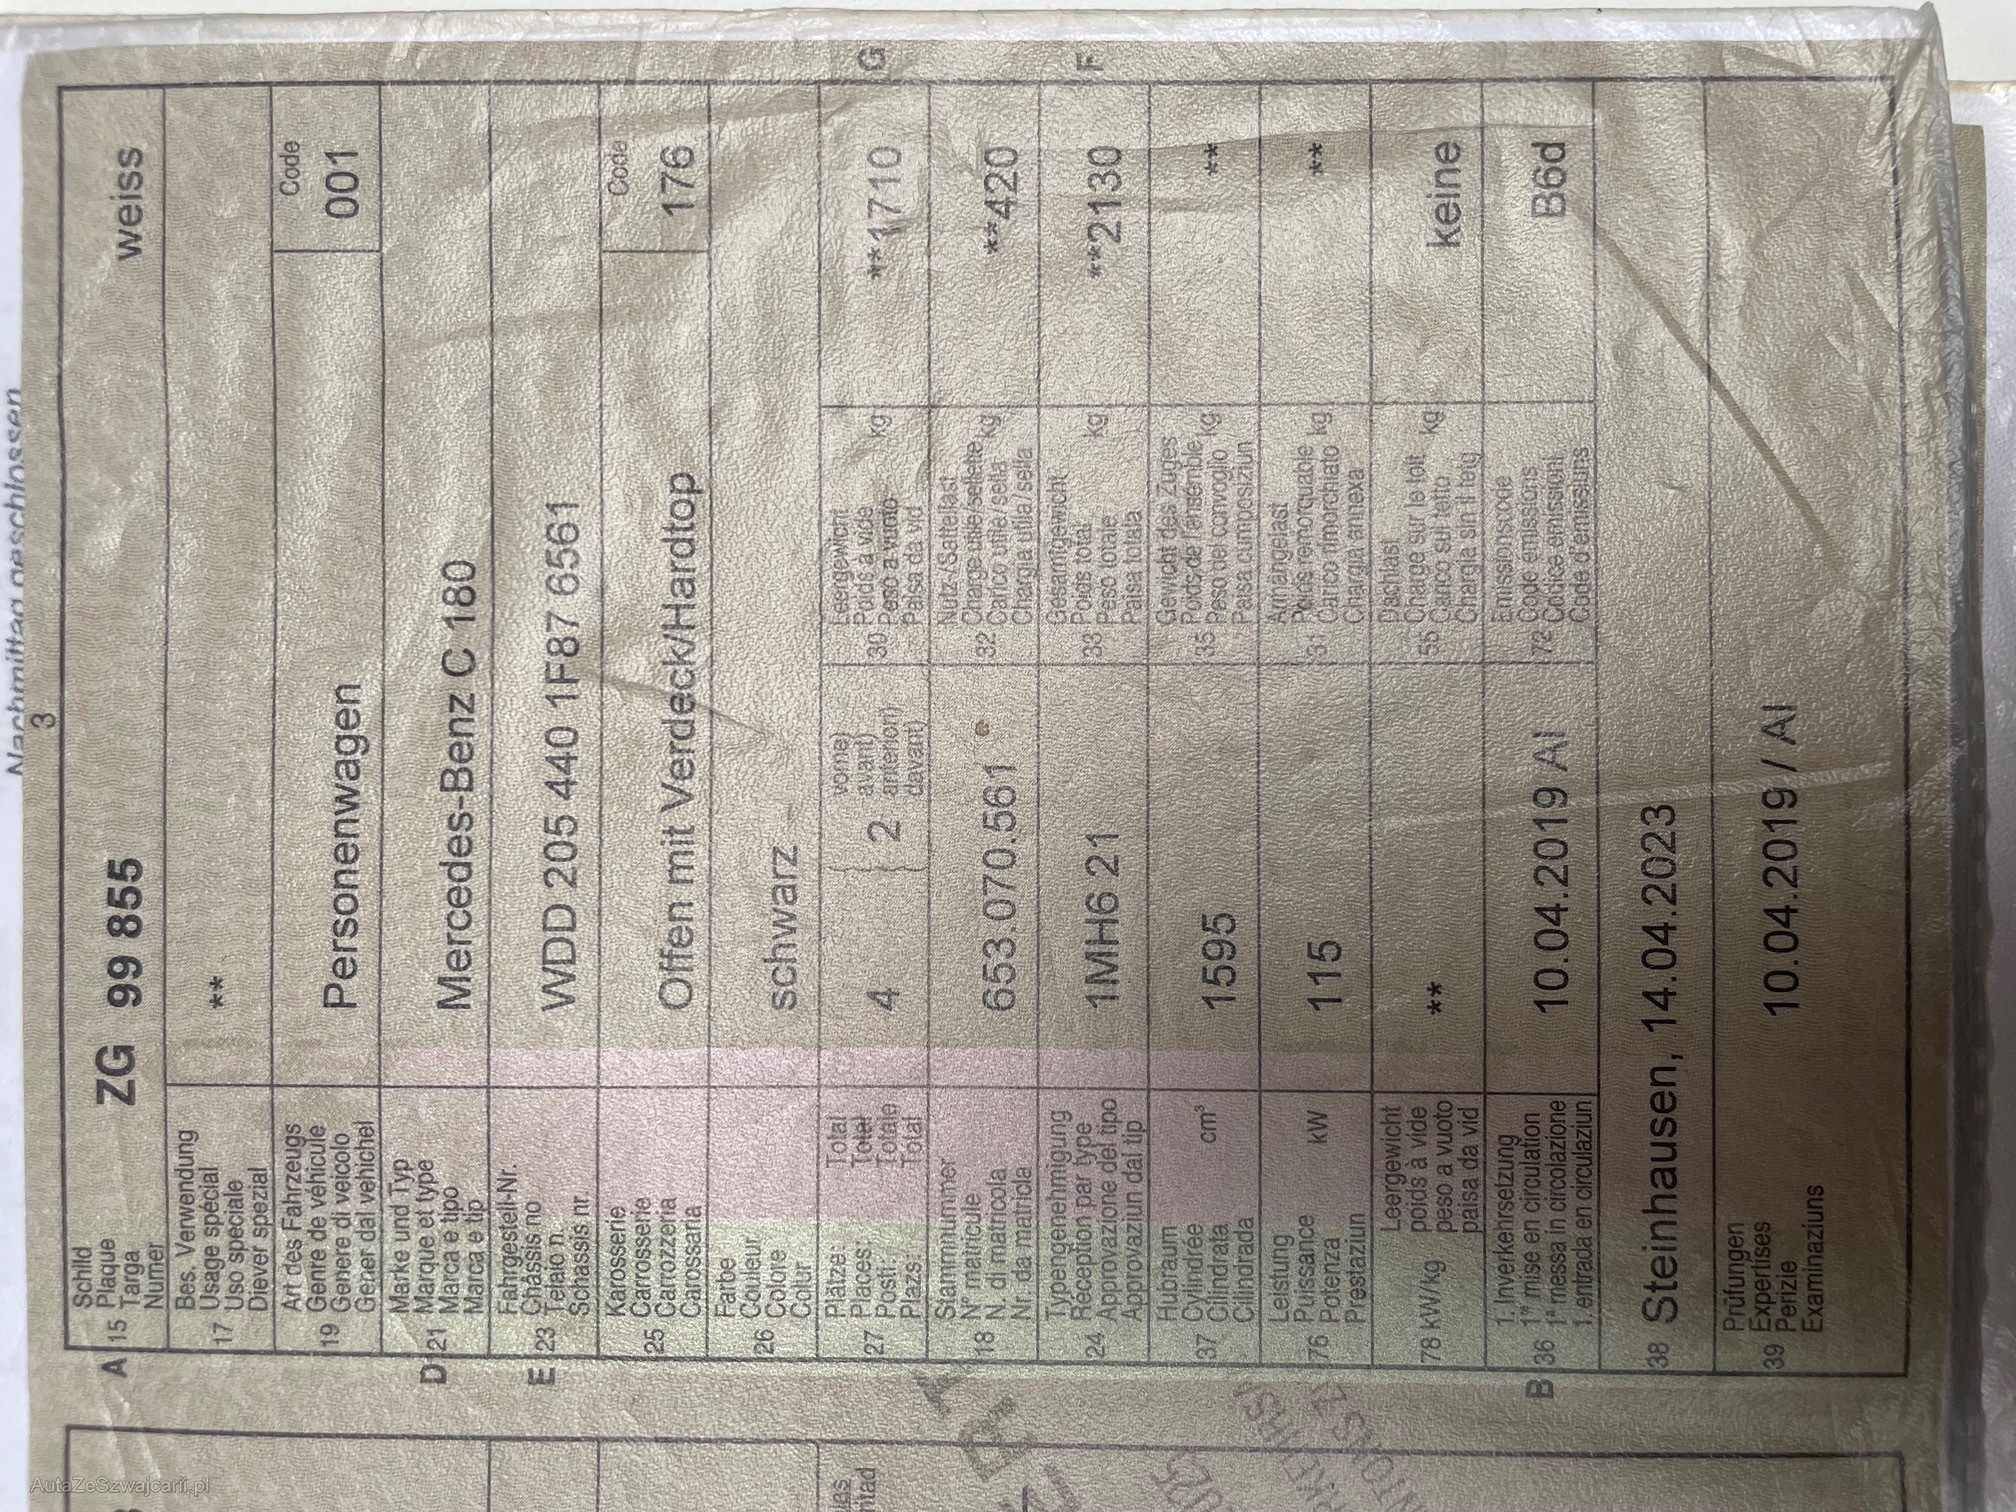 Nachmittag geschlossen
3
A 15 Schild
Plaque
Targa
Numer
ZG 99 855
weiss
17 Bes. Verwendung
Usage spécial
Uso speciale
Diever spezial
**
19 Art des Fahrzeugs
Genre de véhicule
Genere di veicolo
Gener dal vehichel
Personenwagen
Code
001
D 21 Marke und Typ
Marque et type
Marca e tipo
Marca e tip
Mercedes-Benz C 180
E 23 Fahrgestell-Nr.
Châssis no
Telaio n.
Schassis nr.
WDD 205 440 1F87 6561
25 Karosserie
Carrosserie
Carrozzeria
Carossaria
Offen mit Verdeck/Hardtop
Code
176
26 Farbe
Couleur
Colore
Colur
schwarz
27 Plätze: Total
Places: Total
Posti: Totale
Plazs: Total
4 { 2 }
vorne)
avant)
anteriori)
davant)
30 Leergewicht
Poids à vide
Peso a vuoto kg
Paisa da vid
**1710
G
18 Stammnummer
N° matricule
N. di matricola
Nr. da matricla
653.070.561
32 Nutz-/Sattellast
Charge utile/sellette kg
Carico utile/sella
Chargia utile/sella
**420
24 Typengenehmigung
Réception par type
Approvazione del tipo
Approvaziun dal tip
1MH6 21
33 Gesamtgewicht
Poids total
Peso totale kg
Paisa totala
**2130
F
37 Hubraum
Cylindrée cm³
Cilindrata
Cilindrada
1595
35 Gewicht des Zuges
Poids de l'ensemble
Peso del convoglio kg
Paisa cumposiziun
**
76 Leistung
Puissance kW
Potenza
Prestaziun
115
31 Anhängelast
Poids remorquable
Carico rimorchiato kg
Chargia annexa
**
78 kW/kg Leergewicht
poids à vide
peso a vuoto
paisa da vid
**
55 Dachlast
Charge sur le toit
Carico su tetto kg
Chargia sin il tetg
keine
B 36 1. Inverkehrsetzung
1re mise en circulation
1a messa in circolazione
1. entrada en circulaziun
10.04.2019 AI
72 Emissionscode
Code émissions
Codice emissioni
Code d'emissiuns
B6d
38 Steinhausen, 14.04.2023
39 Prüfungen
Expertises
Perizie
Examinaziuns
10.04.2019 / AI
AutaZeSzwajcarii.pl